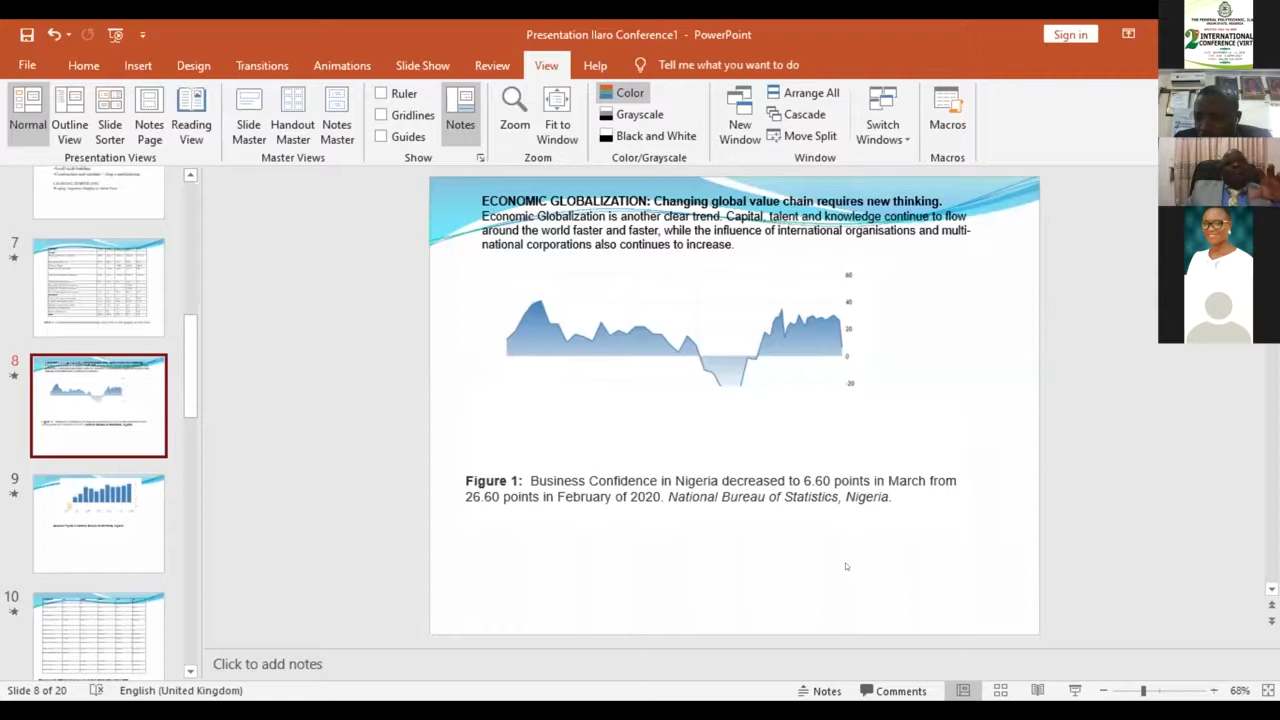 Presentation Ilaro Conference1 - PowerPoint
Sign in
File Home Insert Design Transitions Animations Slide Show Review View Help Tell me what you want to do
Normal Outline View Slide Sorter Notes Page Reading View
Slide Master Handout Master Notes Master
Ruler
Gridlines
Guides
Notes Zoom Fit to Window
Color
Grayscale
Black and White
New Window
Arrange All
Cascade
Move Split
Switch Windows
Macros
Presentation Views Master Views Show Zoom Color/Grayscale Window Macros
THE FEDERAL POLYTECHNIC,
INTERNATIONAL
CONFERENCE (VIRT
7
8
9
10
ECONOMIC GLOBALIZATION: Changing global value chain requires new thinking.
Economic Globalization is another clear trend. Capital, talent and knowledge continue to flow
around the world faster and faster, while the influence of international organisations and multi-
national corporations also continues to increase.
60
40
20
0
-20
Figure 1: Business Confidence in Nigeria decreased to 6.60 points in March from
26.60 points in February of 2020. National Bureau of Statistics, Nigeria.
Click to add notes
Slide 8 of 20 English (United Kingdom) Notes Comments 68%